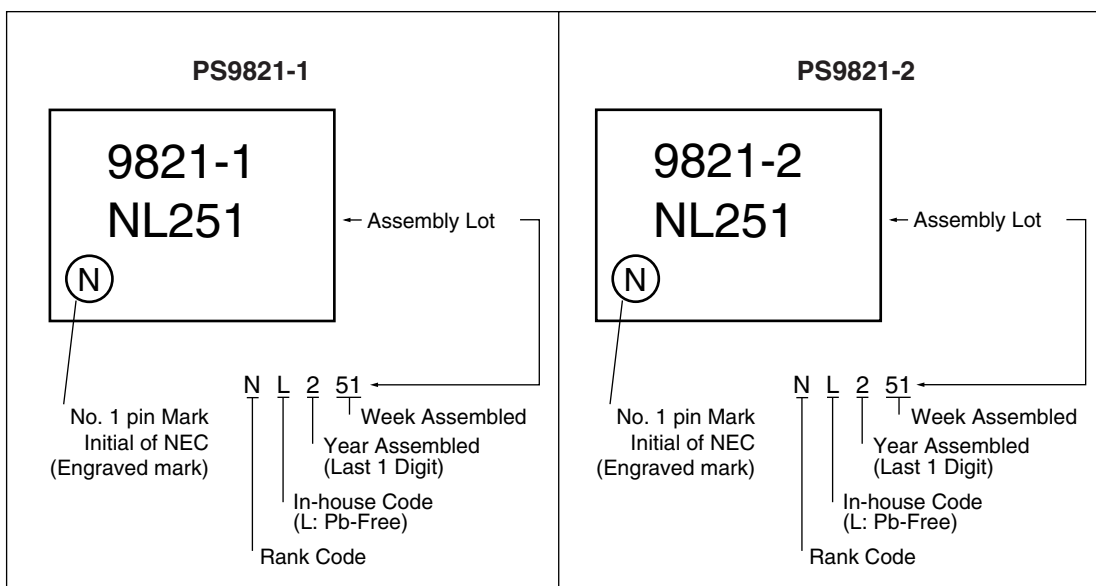 PS9821-1
9821-1
NL251
N
Assembly Lot
N L 2 51
No. 1 pin Mark
Initial of NEC
(Engraved mark)
Week Assembled
Year Assembled
(Last 1 Digit)
In-house Code
(L: Pb-Free)
Rank Code
PS9821-2
9821-2
NL251
N
Assembly Lot
N L 2 51
No. 1 pin Mark
Initial of NEC
(Engraved mark)
Week Assembled
Year Assembled
(Last 1 Digit)
In-house Code
(L: Pb-Free)
Rank Code